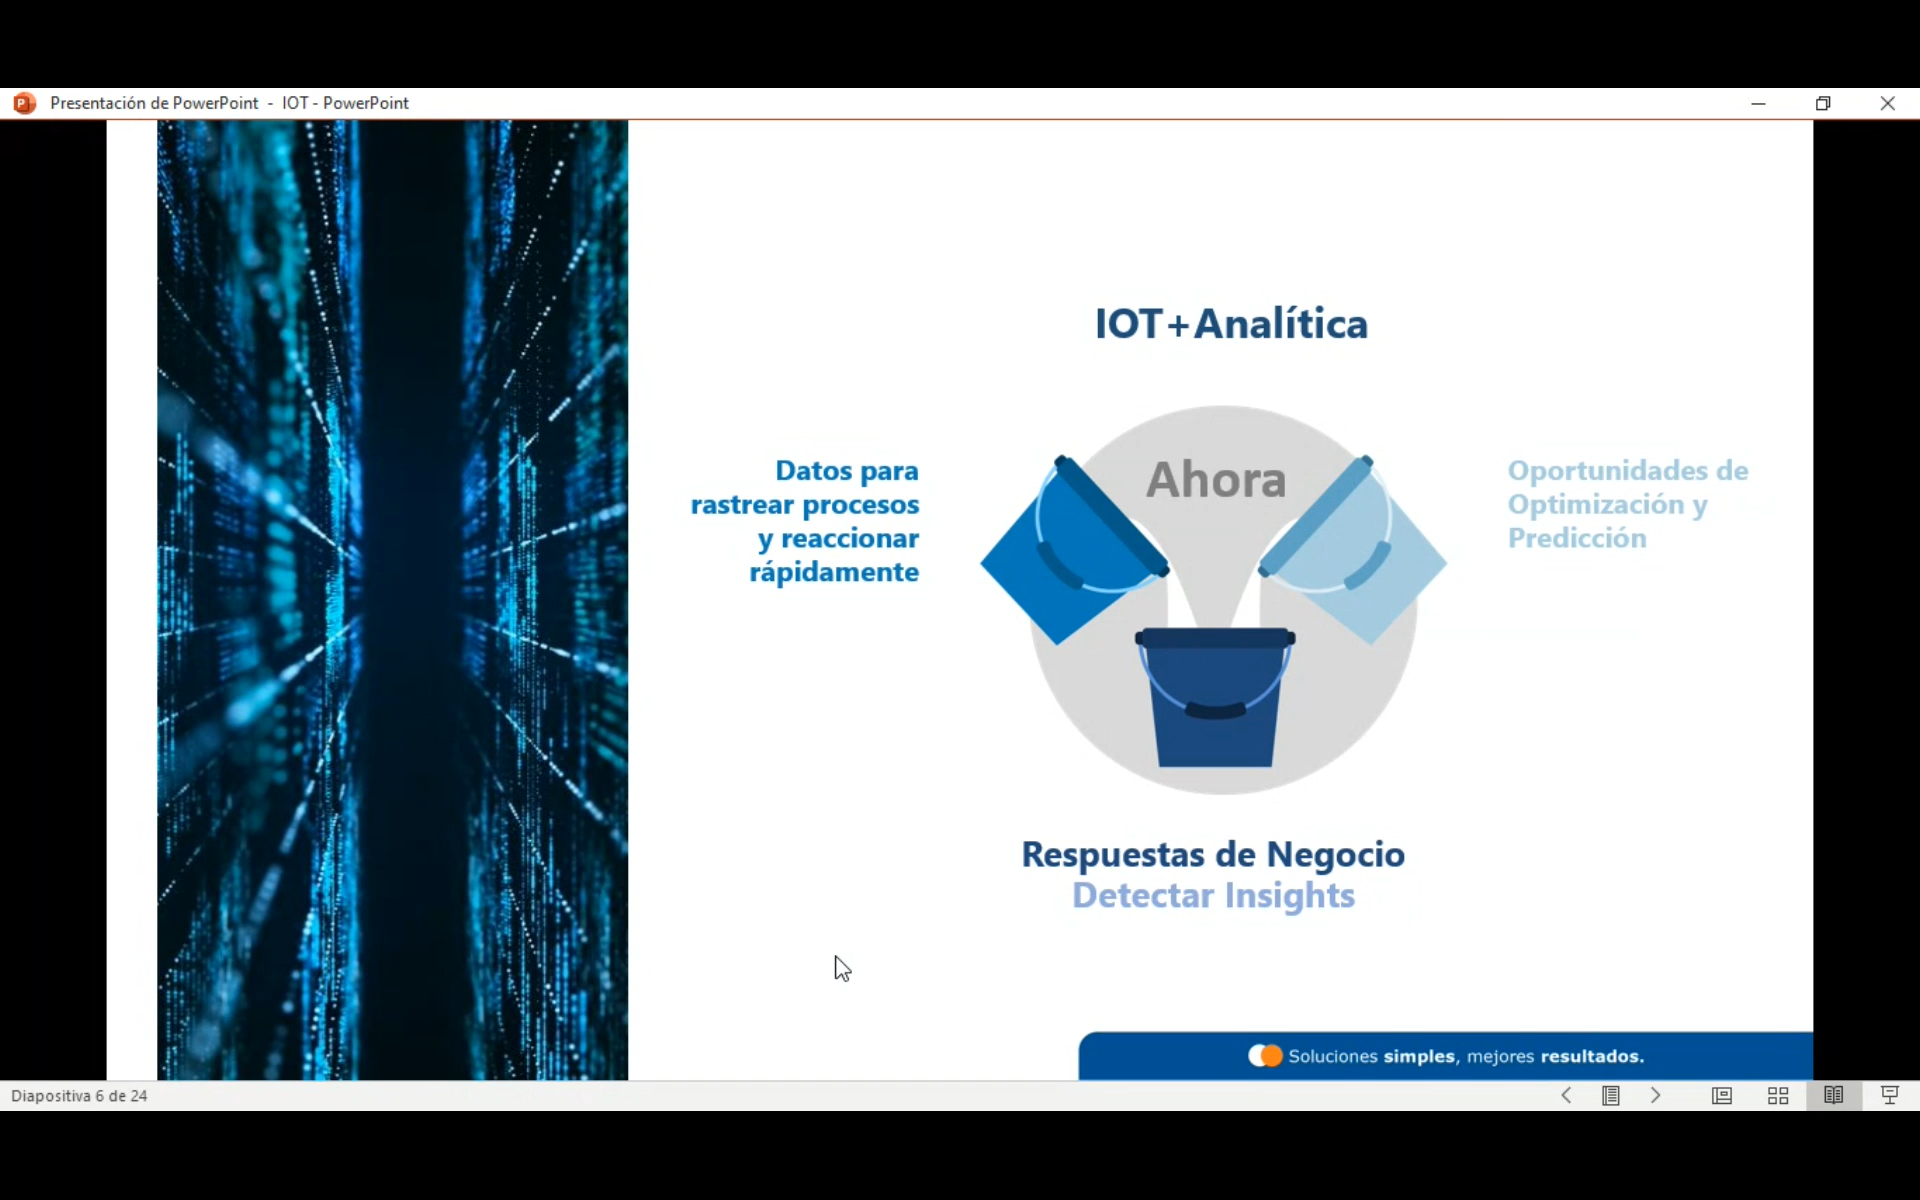 Presentación de PowerPoint - IOT - PowerPoint
IOT+Analítica
Datos para
rastrear procesos
y reaccionar
rápidamente
Ahora
Oportunidades de
Optimización y
Predicción
Respuestas de Negocio
Detectar Insights
Soluciones simples, mejores resultados.
Diapositiva 6 de 24